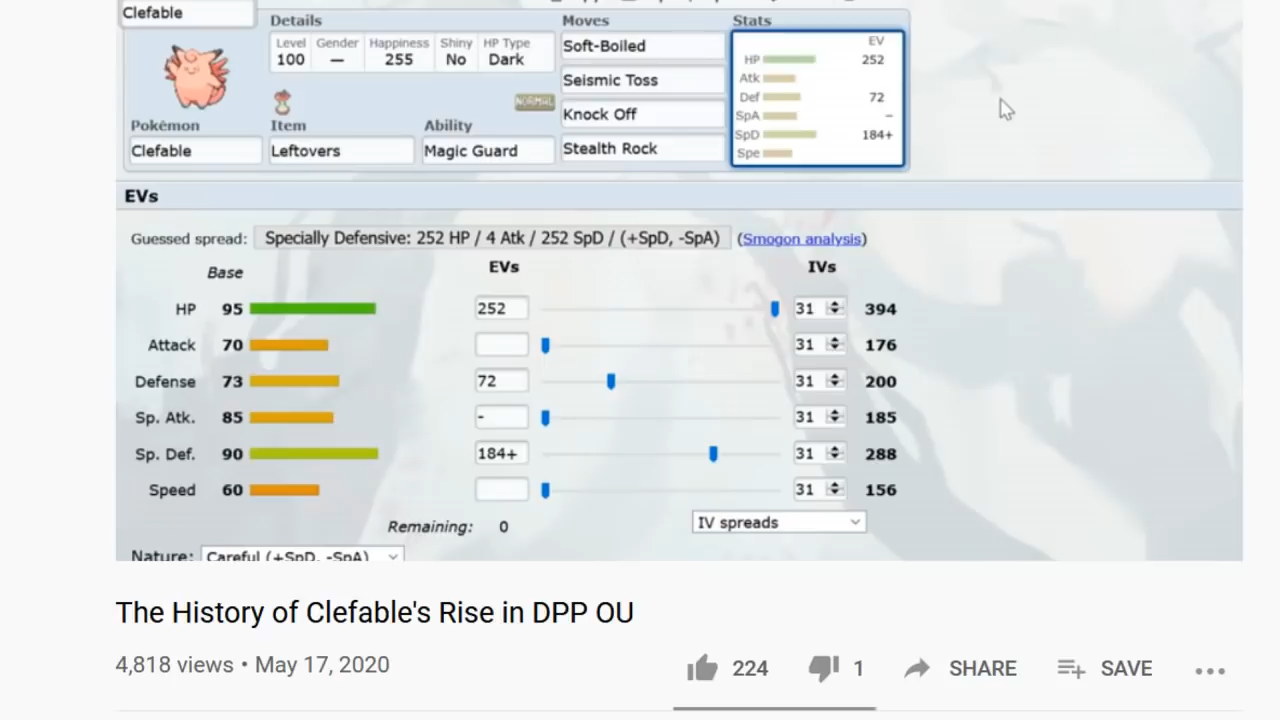 Clefable
Details
Moves
Stats
Level Gender Happiness Shiny HP Type
100 — 255 No Dark
Soft-Boiled
Seismic Toss
Knock Off
Stealth Rock
EV
HP 252
Atk
Def 72
SpA –
SpD 184+
Spe
NORMAL
Pokémon Item Ability
Clefable Leftovers Magic Guard
EVs
Guessed spread: Specially Defensive: 252 HP / 4 Atk / 252 SpD / (+SpD, -SpA) (Smogon analysis)
Base EVs IVs
HP 95 252 31 394
Attack 70 31 176
Defense 73 72 31 200
Sp. Atk. 85 - 31 185
Sp. Def. 90 184+ 31 288
Speed 60 31 156
Remaining: 0 IV spreads
Nature: Careful (+SpD, -SpA)
The History of Clefable's Rise in DPP OU
4,818 views • May 17, 2020
224 1 SHARE SAVE